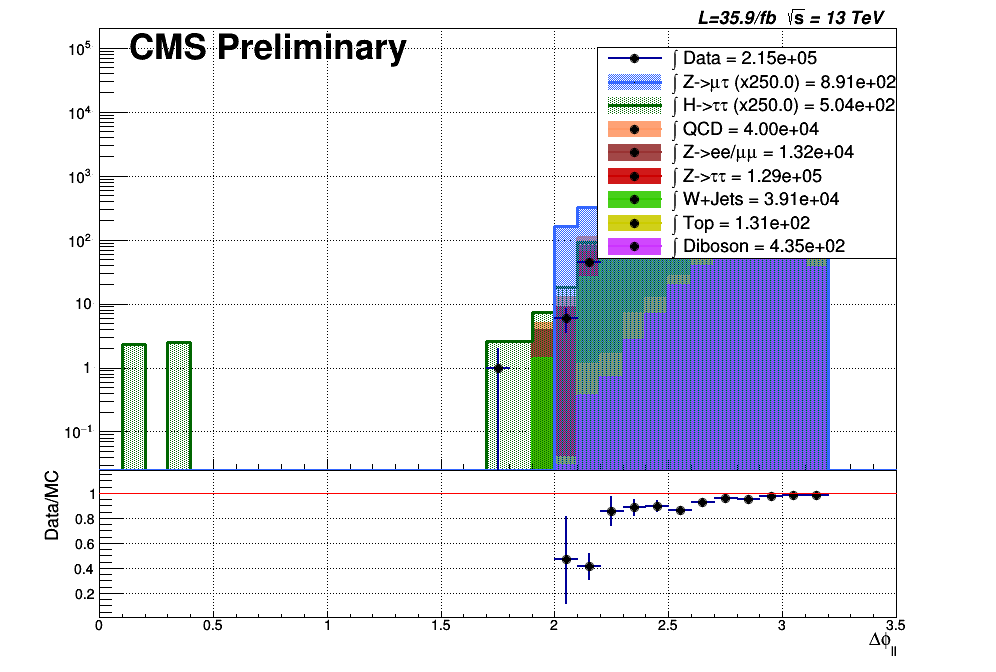 L=35.9/fb √s = 13 TeV
CMS Preliminary
∫ Data = 2.15e+05
∫ Z->μτ (x250.0) = 8.91e+02
∫ H->ττ (x250.0) = 5.04e+02
∫ QCD = 4.00e+04
∫ Z->ee/μμ = 1.32e+04
∫ Z->ττ = 1.29e+05
∫ W+Jets = 3.91e+04
∫ Top = 1.31e+02
∫ Diboson = 4.35e+02
10⁵
10⁴
10³
10²
10
1
10⁻¹
Data/MC
1
0.8
0.6
0.4
0.2
0 0.5 1 1.5 2 2.5 3 3.5
Δϕ_||